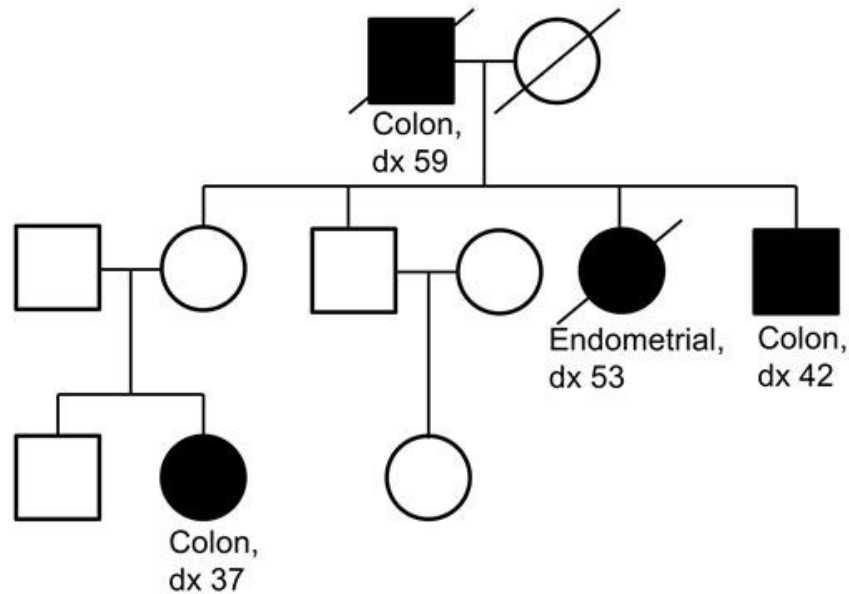 Colon,
dx 59
Endometrial,
dx 53
Colon,
dx 42
Colon,
dx 37